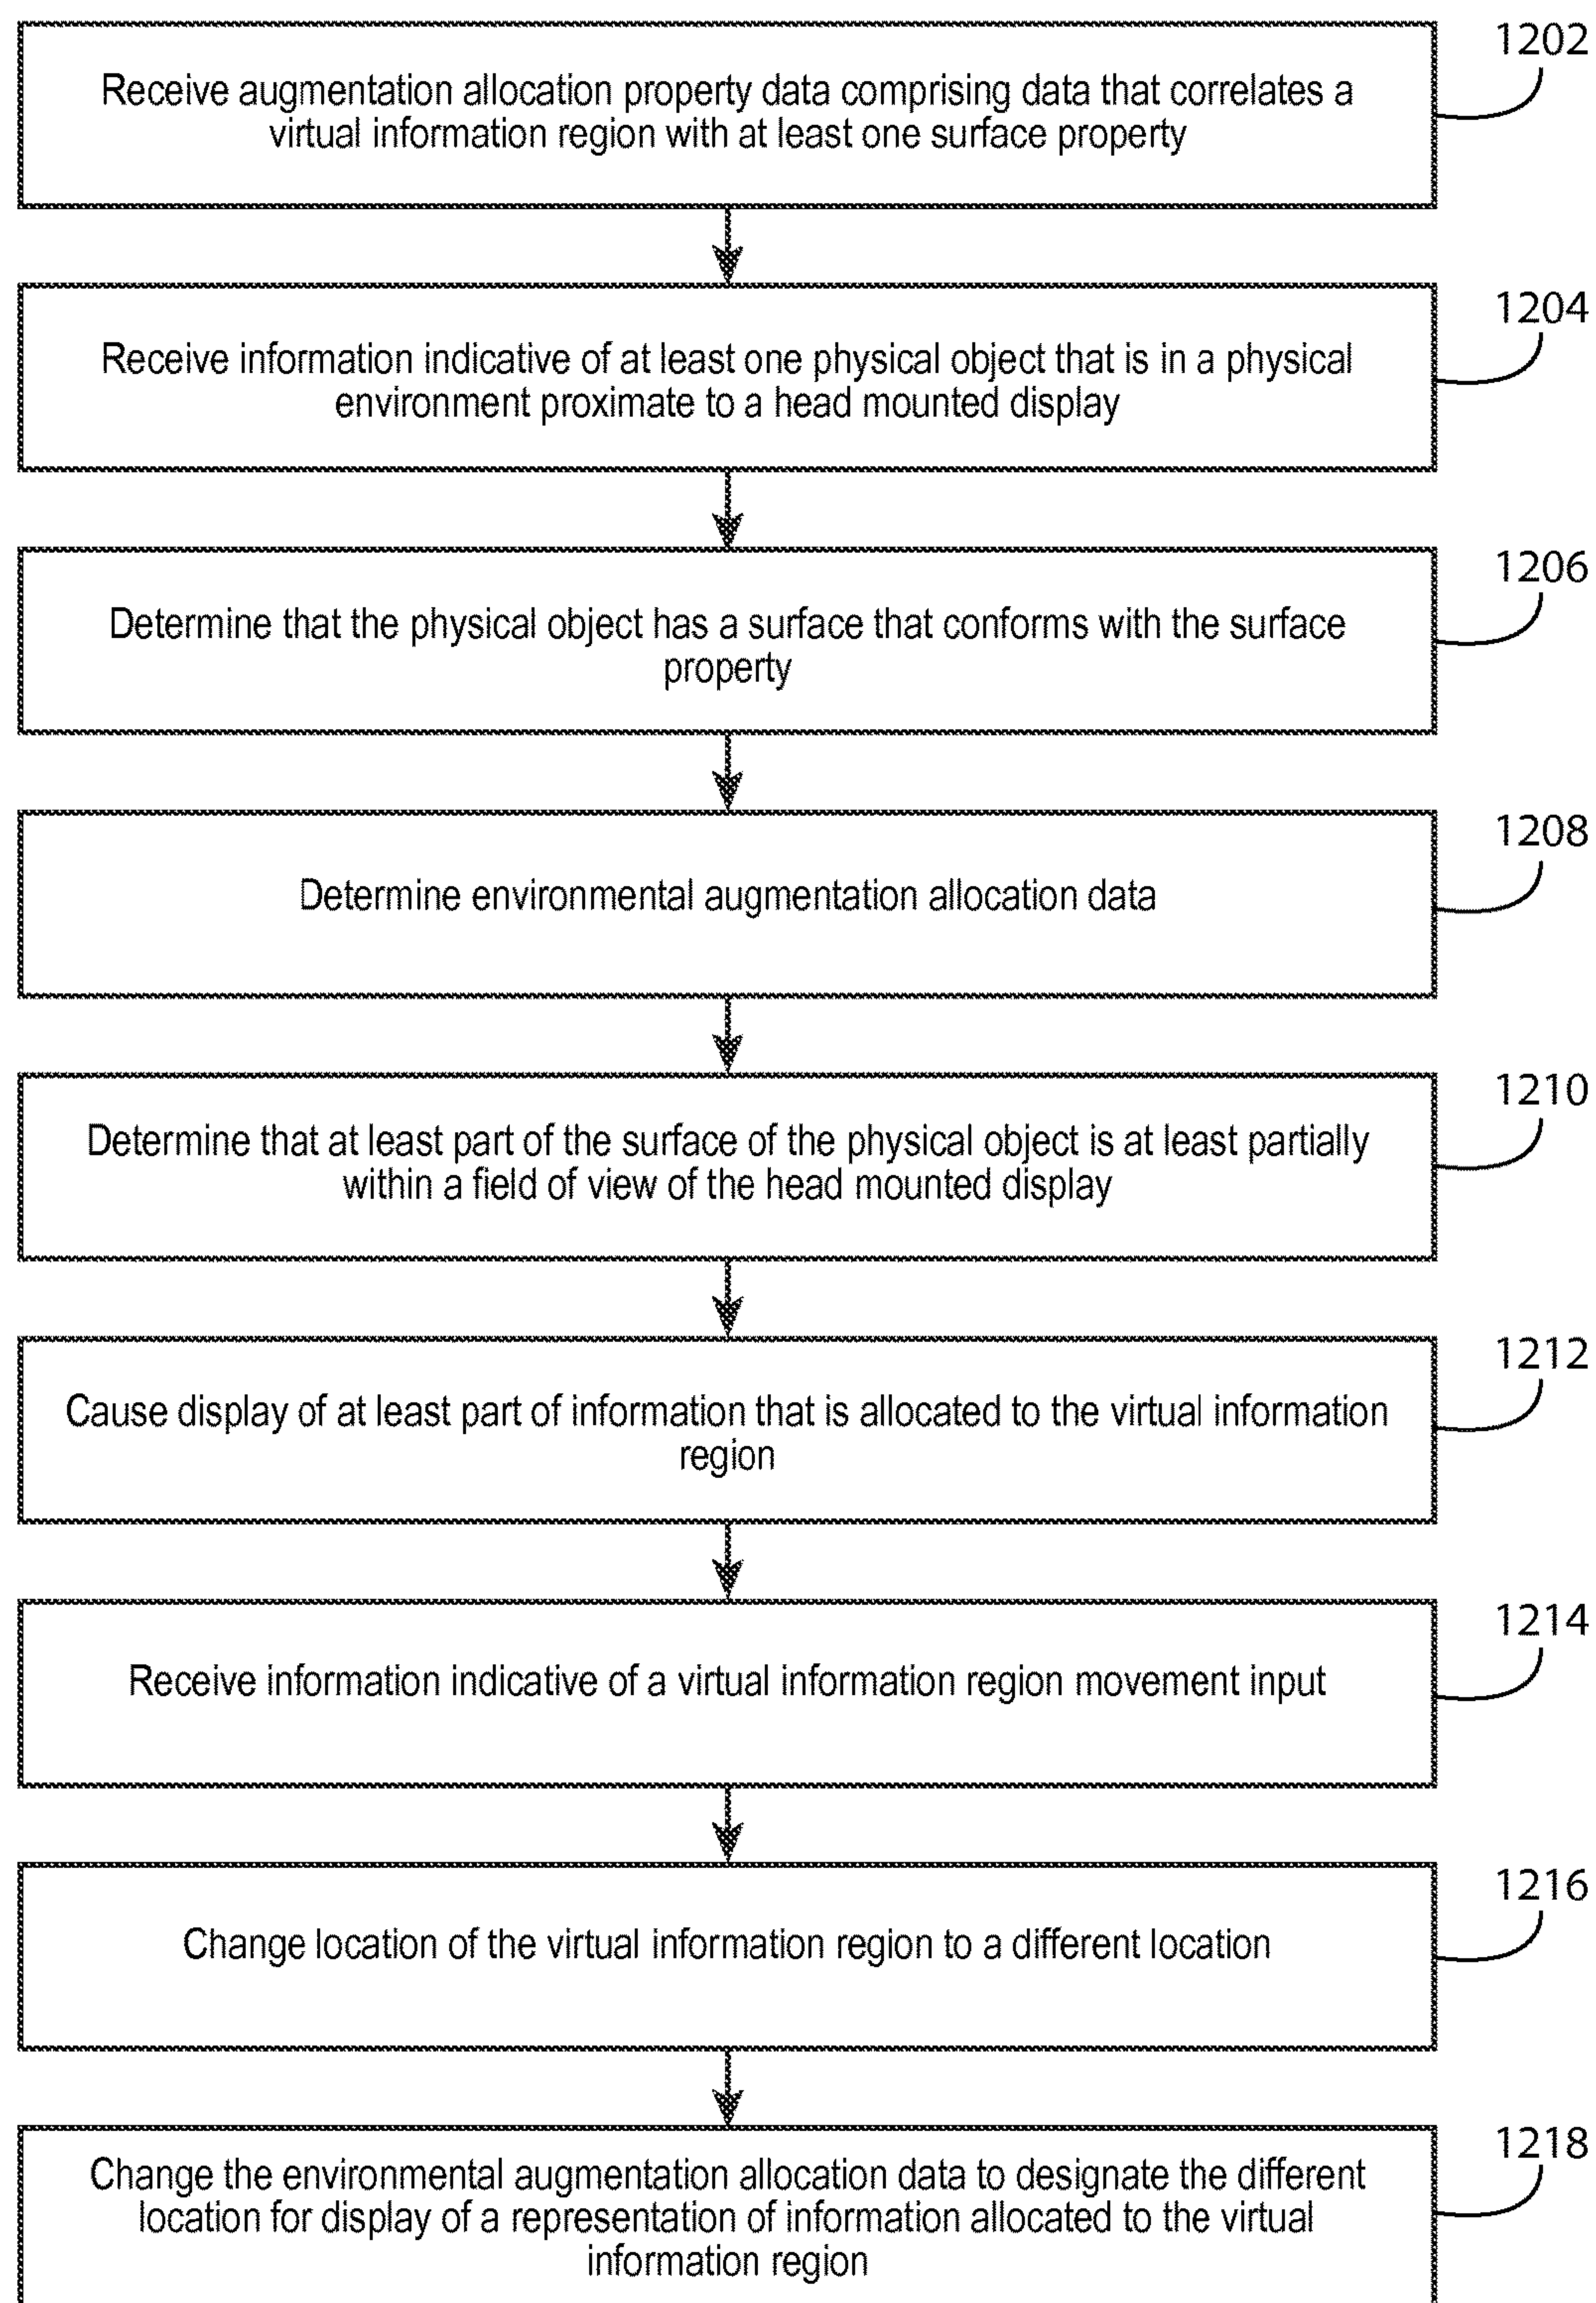 1202
Receive augmentation allocation property data comprising data that correlates a
virtual information region with at least one surface property
1204
Receive information indicative of at least one physical object that is in a physical
environment proximate to a head mounted display
1206
Determine that the physical object has a surface that conforms with the surface
property
1208
Determine environmental augmentation allocation data
1210
Determine that at least part of the surface of the physical object is at least partially
within a field of view of the head mounted display
1212
Cause display of at least part of information that is allocated to the virtual information
region
1214
Receive information indicative of a virtual information region movement input
1216
Change location of the virtual information region to a different location
1218
Change the environmental augmentation allocation data to designate the different
location for display of a representation of information allocated to the virtual
information region